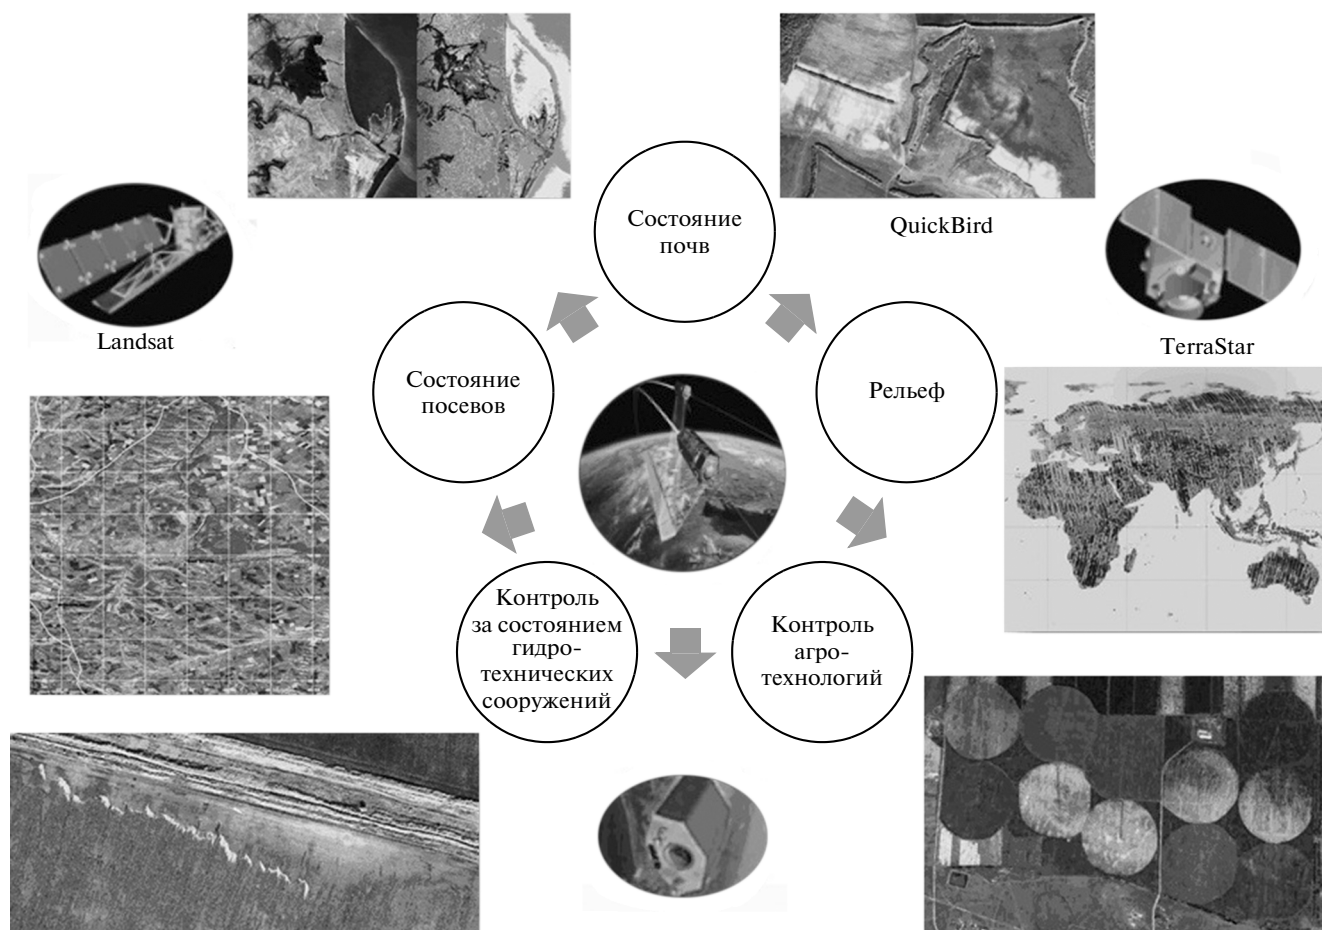 Состояние
почв
QuickBird
Landsat
TerraStar
Состояние
посевов
Рельеф
Контроль
за состоянием
гидро-
технических
сооружений
Контроль
агро-
технологий